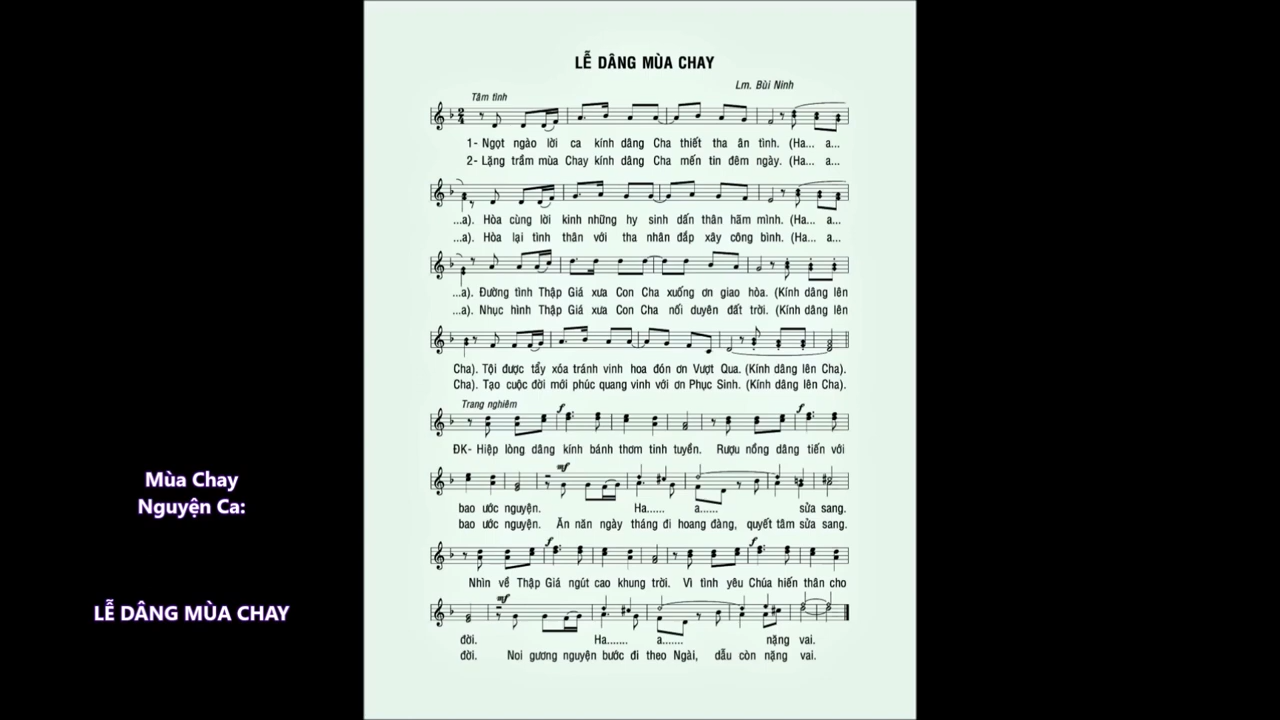 LỄ DÂNG MÙA CHAY
Lm. Bùi Ninh
Tâm tình
1- Ngọt ngào lời ca kính dâng Cha thiết tha ân tình. (Ha... a...
2- Lặng trầm mùa Chay kính dâng Cha mến tin đêm ngày. (Ha... a...
...a). Hòa cùng lời kinh những hy sinh dấn thân hãm mình. (Ha... a...
...a). Hòa lại tình thân với tha nhân đắp xây công bình. (Ha... a...
...a). Đường tình Thập Giá xưa Con Cha xuống ơn giao hòa. (Kính dâng lên
...a). Nhục hình Thập Giá xưa Con Cha nối duyên đất trời. (Kính dâng lên
Cha). Tội được tẩy xóa tránh vinh hoa đón ơn Vượt Qua. (Kính dâng lên Cha).
Cha). Tạo cuộc đời mới phúc quang vinh với ơn Phục Sinh. (Kính dâng lên Cha).
Trang nghiêm
f
f
ĐK- Hiệp lòng dâng kính bánh thơm tinh tuyền. Rượu nồng dâng tiến với
mf
bao ước nguyện. Ha...... a...... sửa sang.
bao ước nguyện. Ăn năn ngày tháng đi hoang đàng, quyết tâm sửa sang.
f
f
Nhìn về Thập Giá ngút cao khung trời. Vì tình yêu Chúa hiến thân cho
mf
đời. Ha....... a....... nặng vai.
đời. Noi gương nguyện bước đi theo Ngài, dẫu còn nặng vai.
Mùa Chay
Nguyện Ca:
LỄ DÂNG MÙA CHAY